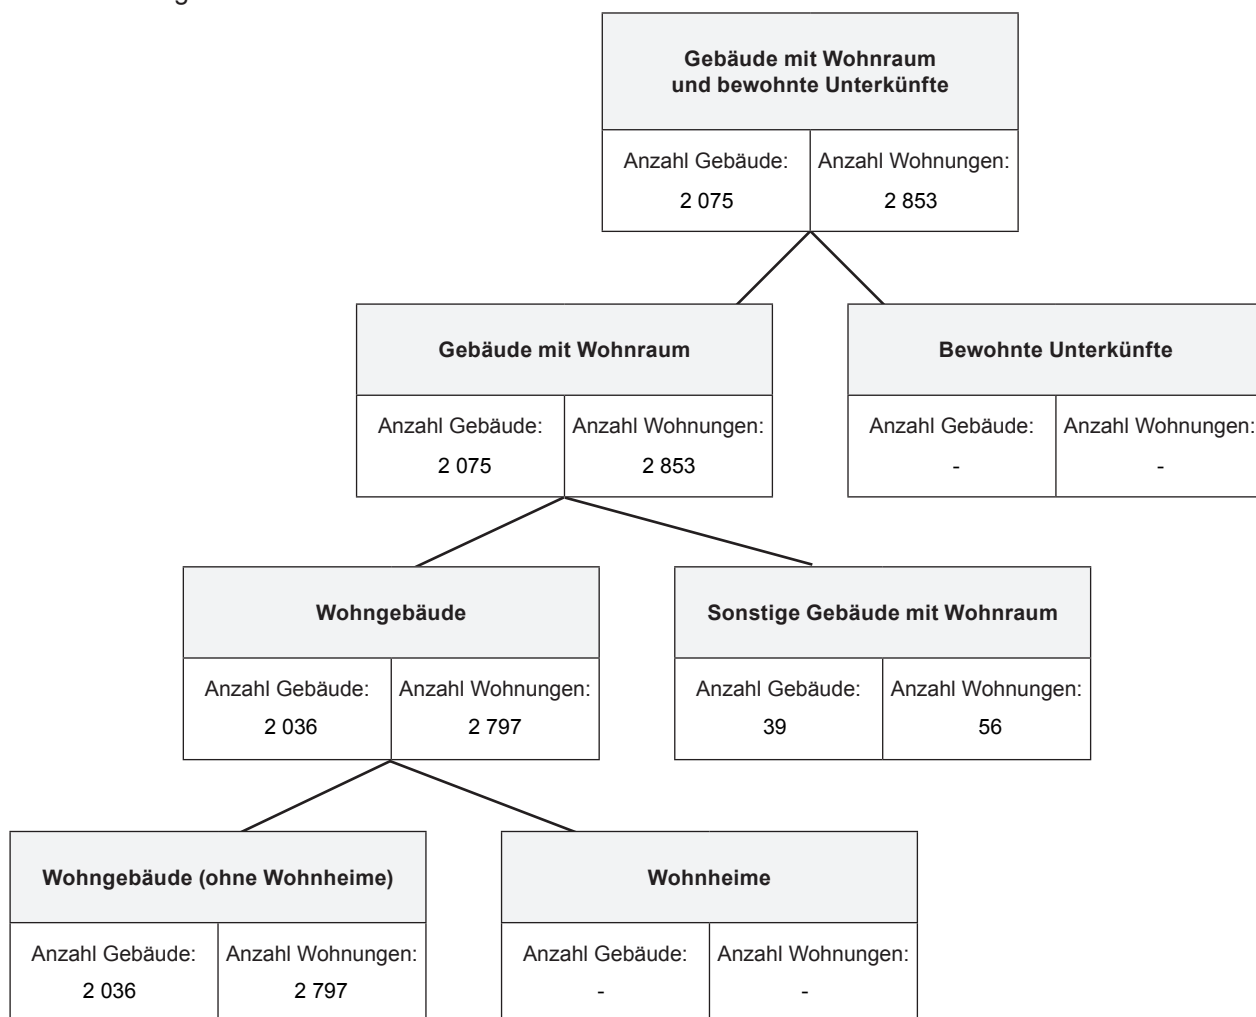 Gebäude mit Wohnraum
und bewohnte Unterkünfte
Anzahl Gebäude: Anzahl Wohnungen:
2 075 2 853
Gebäude mit Wohnraum Bewohnte Unterkünfte
Anzahl Gebäude: Anzahl Wohnungen: Anzahl Gebäude: Anzahl Wohnungen:
2 075 2 853 - -
Wohngebäude Sonstige Gebäude mit Wohnraum
Anzahl Gebäude: Anzahl Wohnungen: Anzahl Gebäude: Anzahl Wohnungen:
2 036 2 797 39 56
Wohngebäude (ohne Wohnheime) Wohnheime
Anzahl Gebäude: Anzahl Wohnungen: Anzahl Gebäude: Anzahl Wohnungen:
2 036 2 797 - -